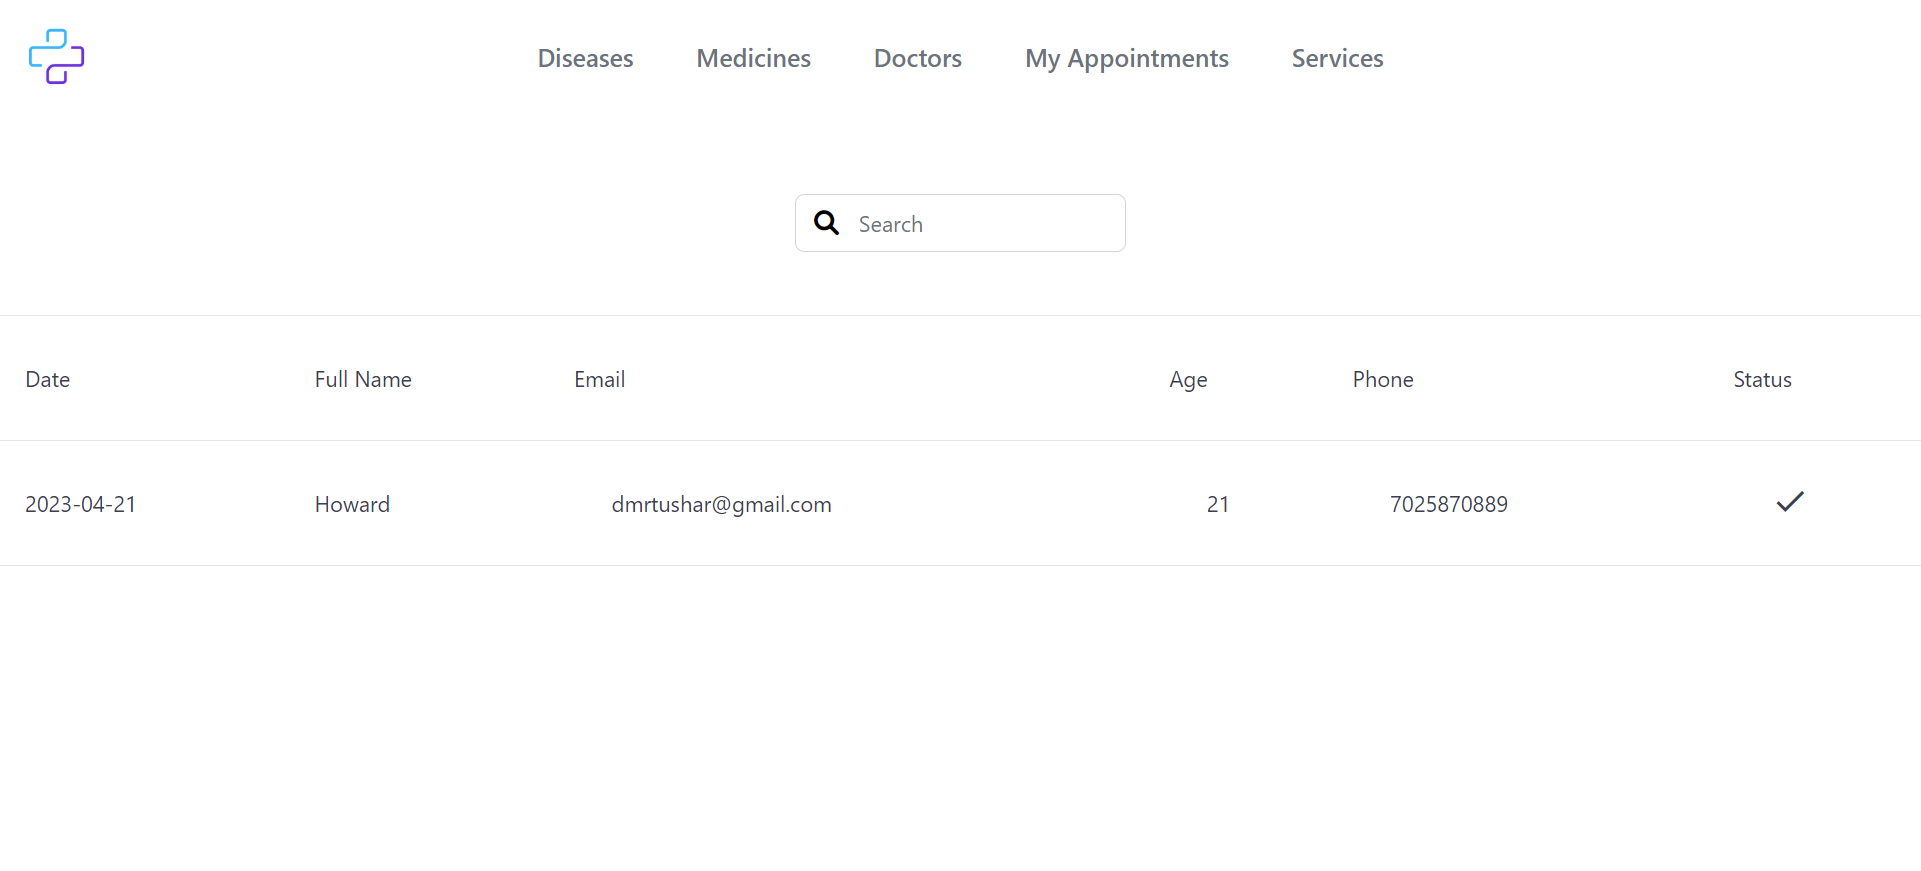 Diseases Medicines Doctors My Appointments Services
Search
Date Full Name Email Age Phone Status
2023-04-21 Howard dmrtushar@gmail.com 21 7025870889